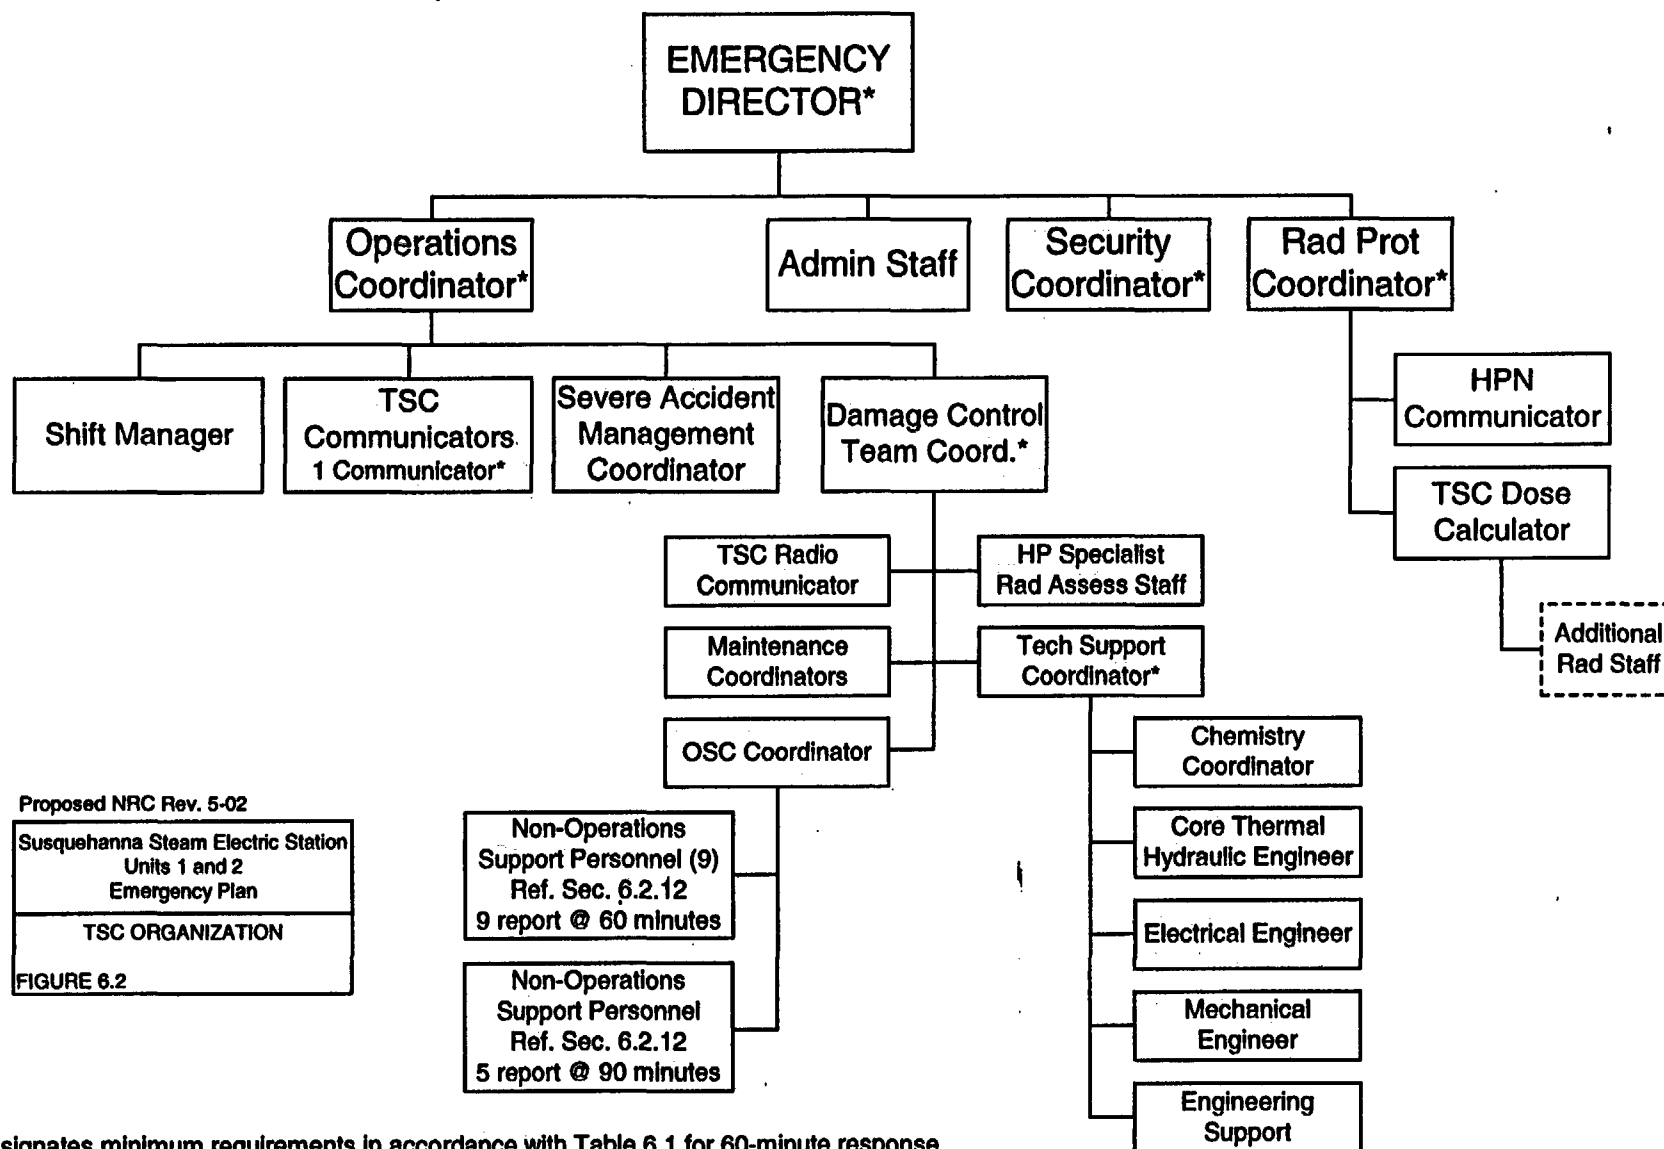 EMERGENCY
DIRECTOR*
Operations
Coordinator*
Admin Staff
Security
Coordinator*
Rad Prot
Coordinator*
Shift Manager
TSC
Communicators
1 Communicator*
Severe Accident
Management
Coordinator
Damage Control
Team Coord.*
HPN
Communicator
TSC Dose
Calculator
Additional
Rad Staff
TSC Radio
Communicator
HP Specialist
Rad Assess Staff
Maintenance
Coordinators
Tech Support
Coordinator*
OSC Coordinator
Chemistry
Coordinator
Core Thermal
Hydraulic Engineer
Electrical Engineer
Mechanical
Engineer
Engineering
Support
Non-Operations
Support Personnel (9)
Ref. Sec. 6.2.12
9 report @ 60 minutes
Non-Operations
Support Personnel
Ref. Sec. 6.2.12
5 report @ 90 minutes
Proposed NRC Rev. 5-02
Susquehanna Steam Electric Station
Units 1 and 2
Emergency Plan
TSC ORGANIZATION
FIGURE 6.2
signates minimum requirements in accordance with Table 6.1 for 60-minute response